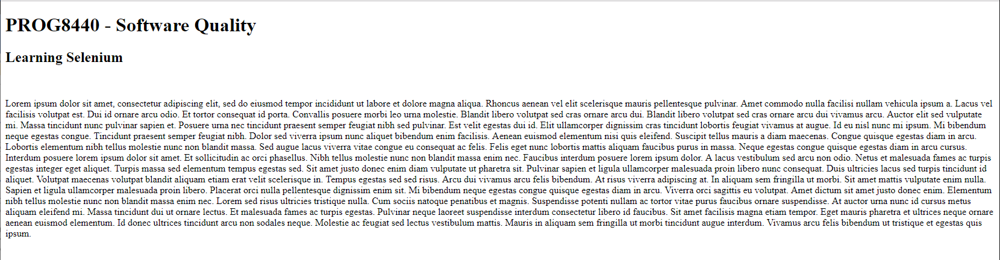 PROG8440 - Software Quality
Learning Selenium
Lorem ipsum dolor sit amet, consectetur adipiscing elit, sed do eiusmod tempor incididunt ut labore et dolore magna aliqua. Rhoncus aenean vel elit scelerisque mauris pellentesque pulvinar. Amet commodo nulla facilisi nullam vehicula ipsum a. Lacus vel
facilisis volutpat est. Dui id ornare arcu odio. Et tortor consequat id porta. Convallis posuere morbi leo urna molestie. Blandit libero volutpat sed cras ornare arcu dui. Blandit libero volutpat sed cras ornare arcu dui vivamus arcu. Auctor elit sed vulputate
mi. Massa tincidunt nunc pulvinar sapien et. Posuere urna nec tincidunt praesent semper feugiat nibh sed pulvinar. Est velit egestas dui id. Elit ullamcorper dignissim cras tincidunt lobortis feugiat vivamus at augue. Id eu nisl nunc mi ipsum. Mi bibendum
neque egestas congue. Tincidunt praesent semper feugiat nibh. Dolor sed viverra ipsum nunc aliquet bibendum enim facilisis. Aenean euismod elementum nisi quis eleifend. Suscipit tellus mauris a diam maecenas. Congue quisque egestas diam in arcu.
Lobortis elementum nibh tellus molestie nunc non blandit massa. Sed augue lacus viverra vitae congue eu consequat ac felis. Felis eget nunc lobortis mattis aliquam faucibus purus in massa. Neque egestas congue quisque egestas diam in arcu cursus.
Interdum posuere lorem ipsum dolor sit amet. Et sollicitudin ac orci phasellus. Nibh tellus molestie nunc non blandit massa enim nec. Faucibus interdum posuere lorem ipsum dolor. A lacus vestibulum sed arcu non odio. Netus et malesuada fames ac turpis
egestas integer eget aliquet. Turpis massa sed elementum tempus egestas sed. Sit amet justo donec enim diam vulputate ut pharetra sit. Pulvinar sapien et ligula ullamcorper malesuada proin libero nunc consequat. Duis ultricies lacus sed turpis tincidunt id
aliquet. Volutpat maecenas volutpat blandit aliquam etiam erat velit scelerisque in. Tempus egestas sed sed risus. Arcu dui vivamus arcu felis bibendum. At risus viverra adipiscing at. In aliquam sem fringilla ut morbi. Sit amet mattis vulputate enim nulla.
Sapien et ligula ullamcorper malesuada proin libero. Placerat orci nulla pellentesque dignissim enim sit. Mi bibendum neque egestas congue quisque egestas diam in arcu. Viverra orci sagittis eu volutpat. Amet dictum sit amet justo donec enim. Elementum
nibh tellus molestie nunc non blandit massa enim nec. Lorem sed risus ultricies tristique nulla. Cum sociis natoque penatibus et magnis. Suspendisse potenti nullam ac tortor vitae purus faucibus ornare suspendisse. At auctor urna nunc id cursus metus
aliquam eleifend mi. Massa tincidunt dui ut ornare lectus. Et malesuada fames ac turpis egestas. Pulvinar neque laoreet suspendisse interdum consectetur libero id faucibus. Sit amet facilisis magna etiam tempor. Eget mauris pharetra et ultrices neque ornare
aenean euismod elementum. Id donec ultrices tincidunt arcu non sodales neque. Molestie ac feugiat sed lectus vestibulum mattis. Mauris in aliquam sem fringilla ut morbi tincidunt augue interdum. Vivamus arcu felis bibendum ut tristique et egestas quis
ipsum.